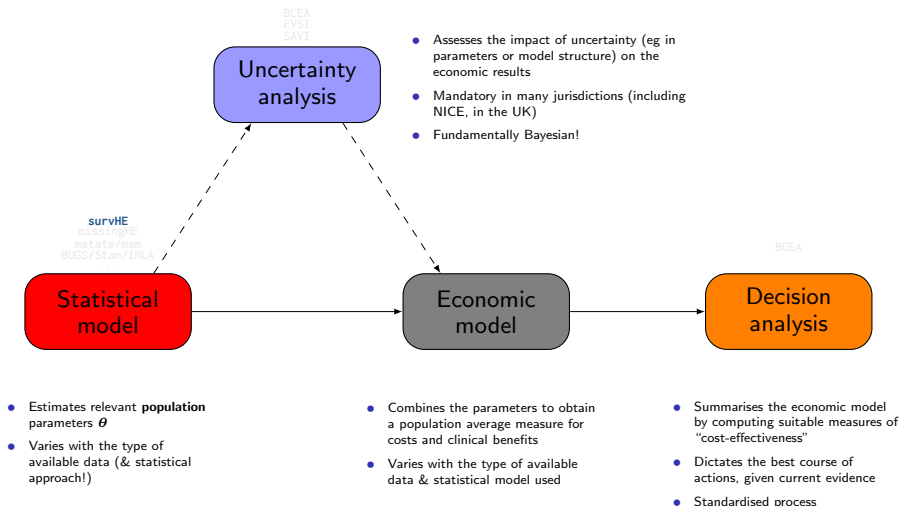 BCEA
EVSI
SAVI
Uncertainty
analysis
• Assesses the impact of uncertainty (eg in
parameters or model structure) on the
economic results
• Mandatory in many jurisdictions (including
NICE, in the UK)
• Fundamentally Bayesian!
survHE
missingHE
mstate/msm
BUGS/Stan/INLA
...
BCEA
Statistical
model
Economic
model
Decision
analysis
• Estimates relevant population
parameters θ
• Varies with the type of
available data (& statistical
approach!)
• Combines the parameters to obtain
a population average measure for
costs and clinical benefits
• Varies with the type of available
data & statistical model used
• Summarises the economic model
by computing suitable measures of
“cost-effectiveness”
• Dictates the best course of
actions, given current evidence
• Standardised process